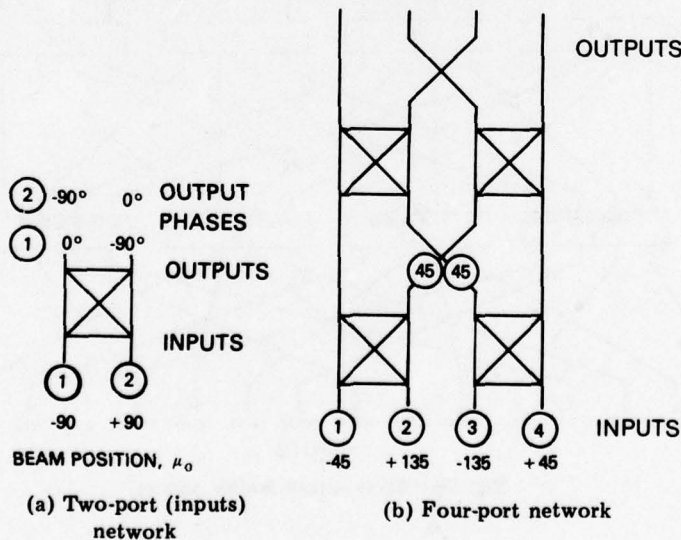 OUTPUTS
② -90° 0° OUTPUT
PHASES
① 0° -90°
OUTPUTS
INPUTS
① ②
-90 +90
BEAM POSITION, μ₀
(a) Two-port (inputs)
network
45 45
① ② ③ ④ INPUTS
-45 +135 -135 +45
(b) Four-port network